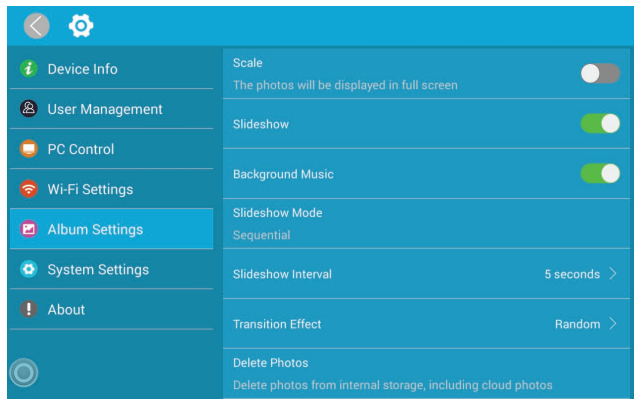 Device Info
User Management
PC Control
Wi-Fi Settings
Album Settings
System Settings
About
Scale
The photos will be displayed in full screen
Slideshow
Background Music
Slideshow Mode
Sequential
Slideshow Interval 5 seconds
Transition Effect Random
Delete Photos
Delete photos from internal storage, including cloud photos